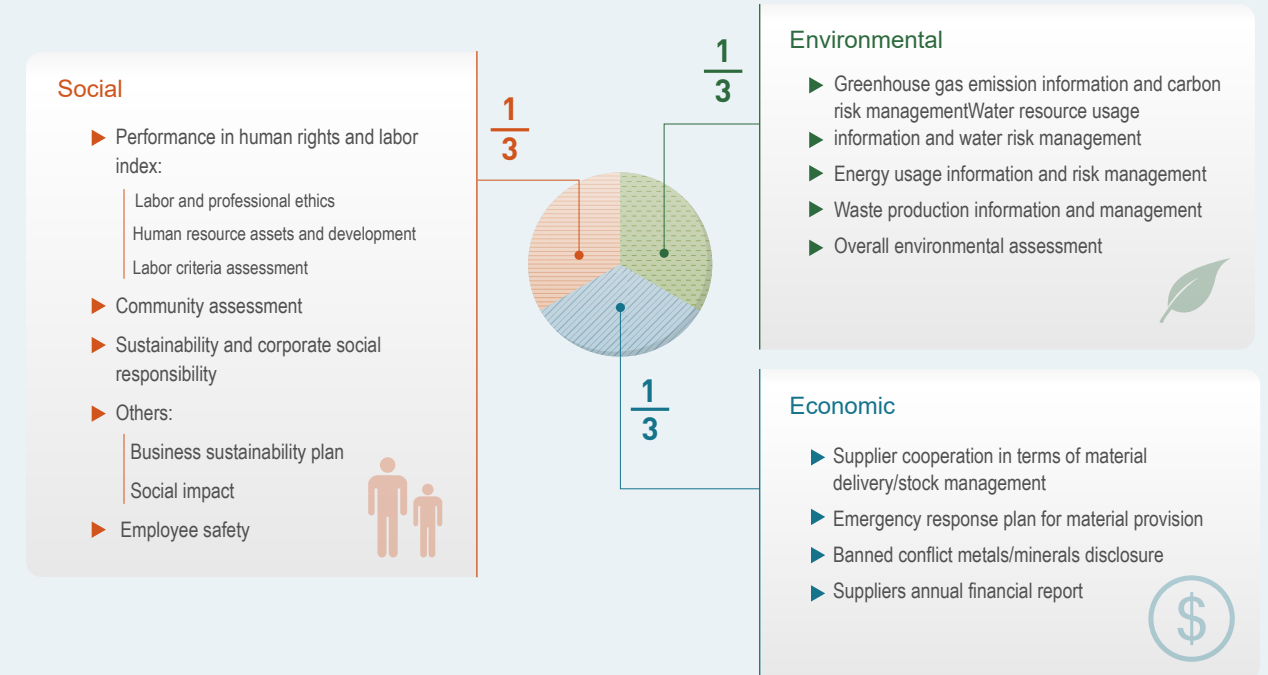 Social
Performance in human rights and labor
index:
Labor and professional ethics
Human resource assets and development
Labor criteria assessment
Community assessment
Sustainability and corporate social
responsibility
Others:
Business sustainability plan
Social impact
Employee safety
1
3
1
3
Environmental
Greenhouse gas emission information and carbon
risk managementWater resource usage
information and water risk management
Energy usage information and risk management
Waste production information and management
Overall environmental assessment
1
3
Economic
Supplier cooperation in terms of material
delivery/stock management
Emergency response plan for material provision
Banned conflict metals/minerals disclosure
Suppliers annual financial report
$